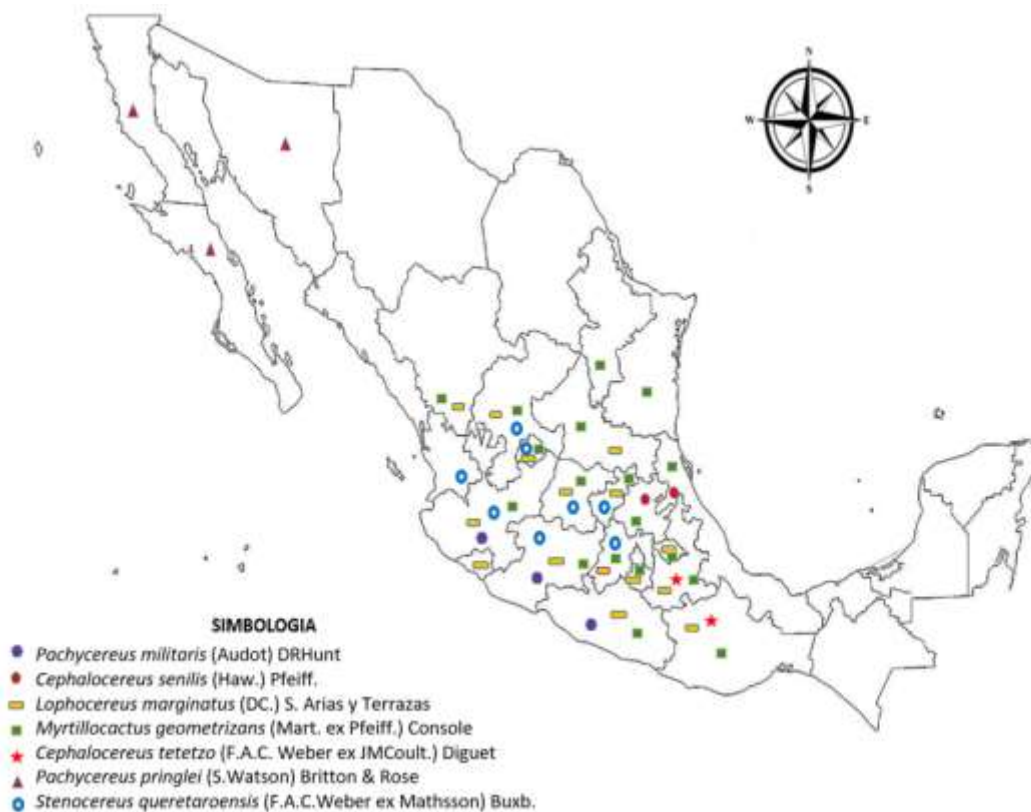 N
W E
S
SIMBOLOGIA
Pachycereus militaris (Audot) DRHunt
Cephalocereus senilis (Haw.) Pfeiff.
Lophocereus marginatus (DC.) S. Arias y Terrazas
Myrtillocactus geometrizans (Mart. ex Pfeiff.) Console
Cephalocereus tetetzo (F.A.C. Weber ex JMCoult.) Diguet
Pachycereus pringlei (S.Watson) Britton & Rose
Stenocereus queretaroensis (F.A.C.Weber ex Mathsson) Buxb.